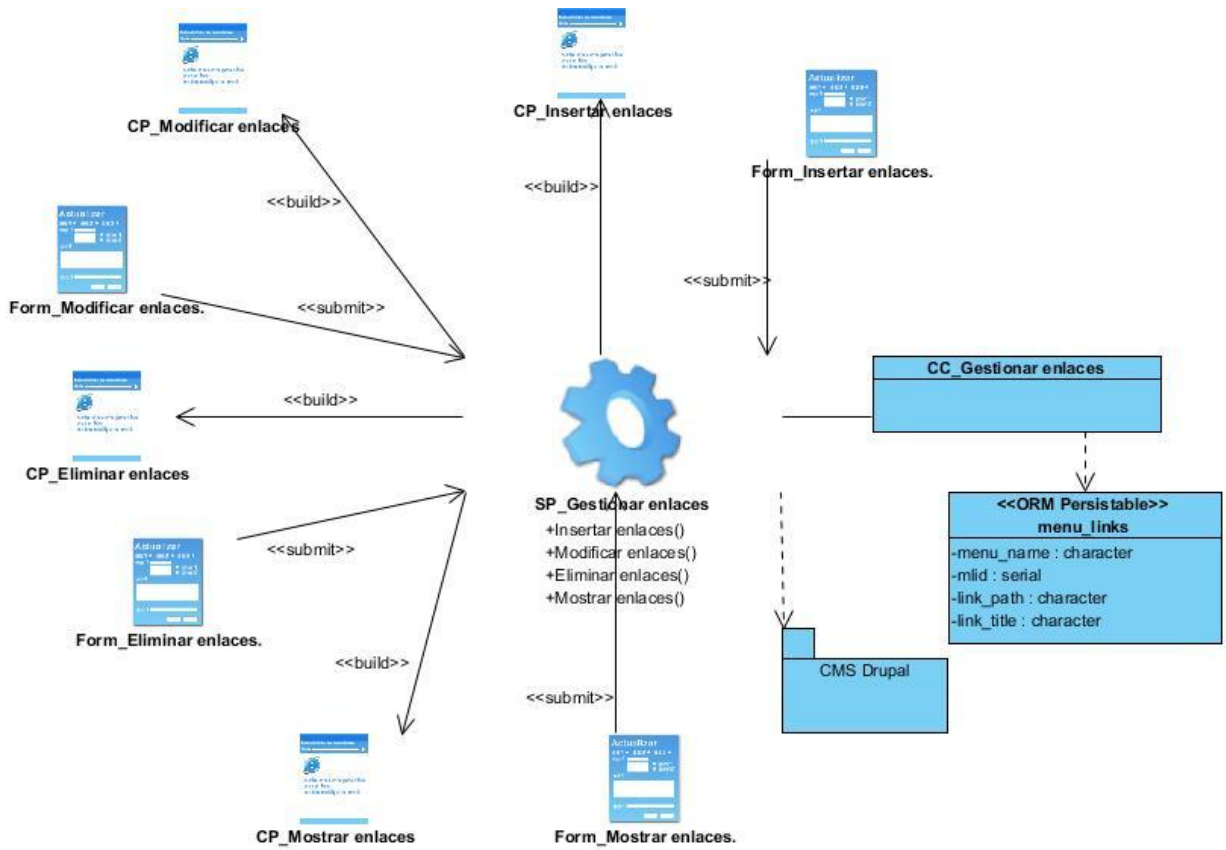 CP_Modificar enlaces
CP_Insertar enlaces
Actualizar
Form_Insertar enlaces.
<<build>>
<<build>>
Actualizar
Form_Modificar enlaces.
<<submit>>
<<submit>>
CC_Gestionar enlaces
<<build>>
CP_Eliminar enlaces
SP_Gestionar enlaces
+Insertar enlaces()
+Modificar enlaces()
+Eliminar enlaces()
+Mostrar enlaces()
<<ORM Persistable>>
menu_links
-menu_name : character
-mlid : serial
-link_path : character
-link_title : character
Actualizar
<<submit>>
Form_Eliminar enlaces.
<<build>>
CMS Drupal
<<submit>>
Actualizar
CP_Mostrar enlaces
Form_Mostrar enlaces.